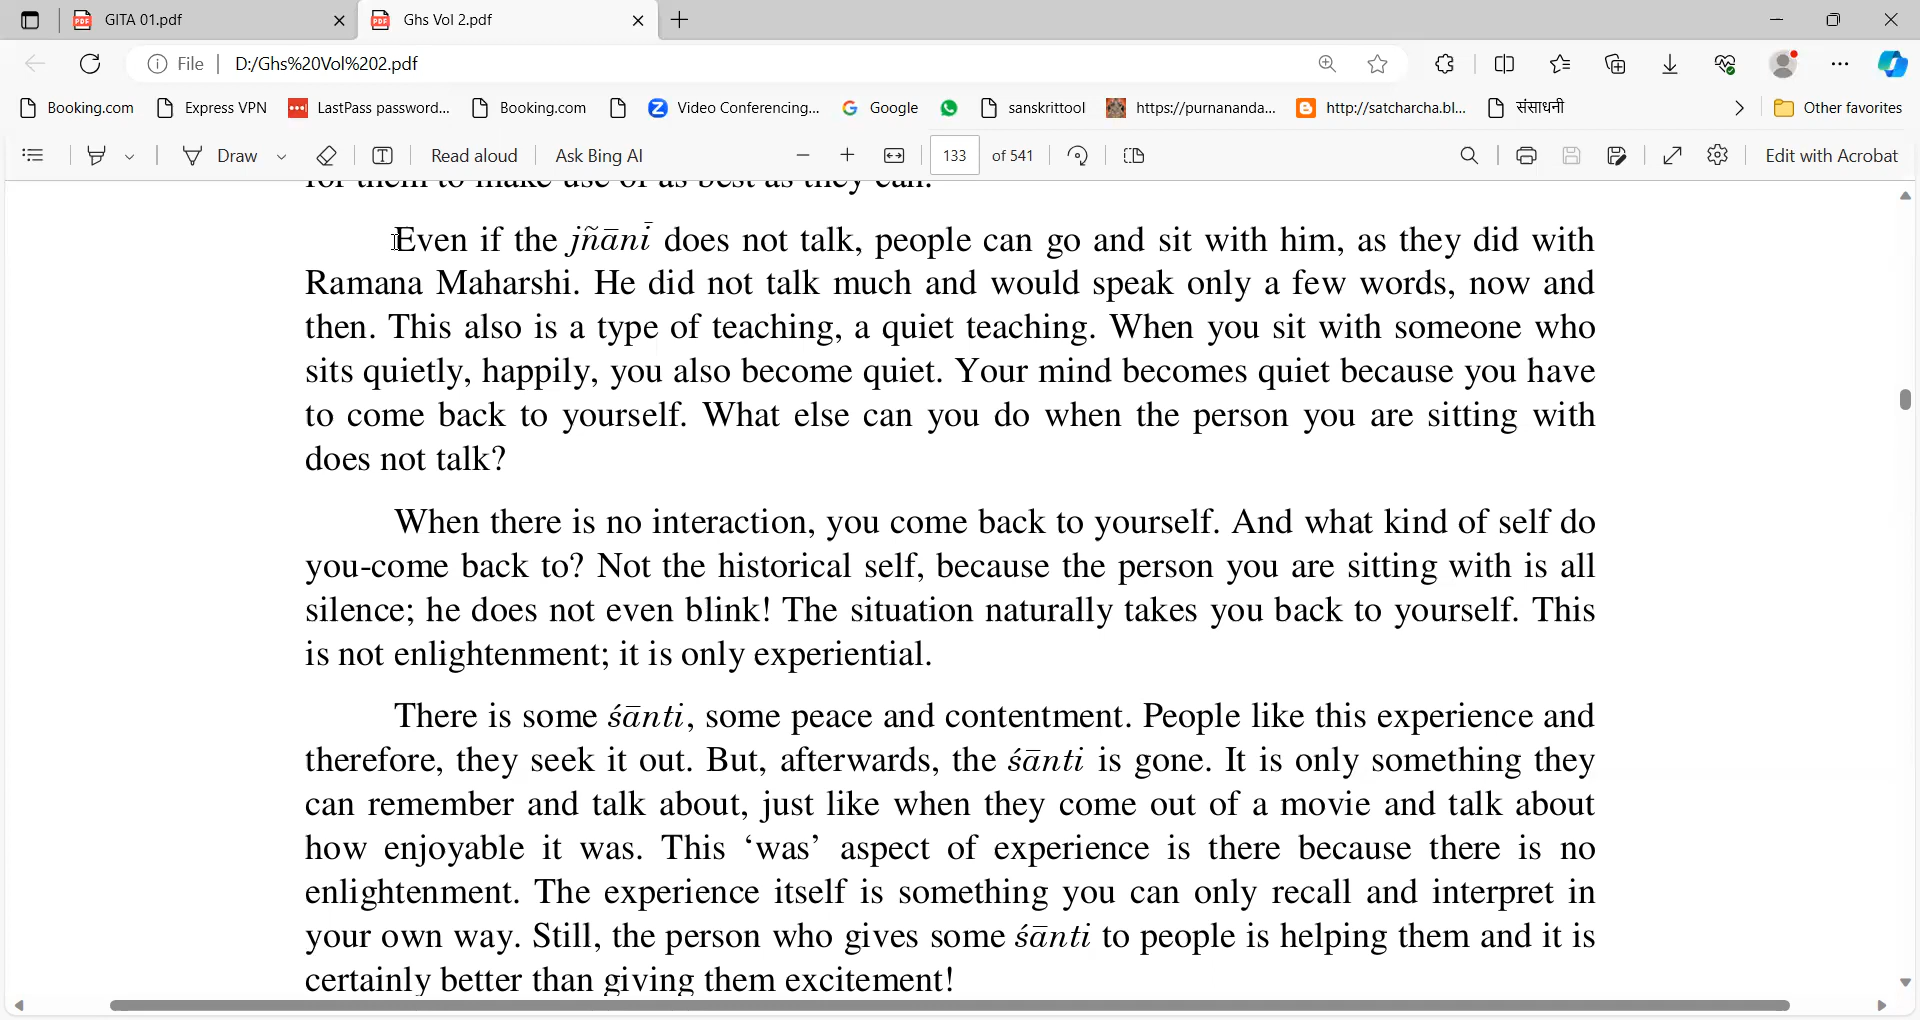 GITA 01.pdf
Ghs Vol 2.pdf
File | D:/Ghs%20Vol%202.pdf
Booking.com Express VPN LastPass password... Booking.com Video Conferencing... Google sanskrittool https://purnananda... http://satcharcha.bl... संसाधनी Other favorites
Draw Read aloud Ask Bing AI 133 of 541 Edit with Acrobat
for them to make use of as best as they can.
Even if the jñānī does not talk, people can go and sit with him, as they did with
Ramana Maharshi. He did not talk much and would speak only a few words, now and
then. This also is a type of teaching, a quiet teaching. When you sit with someone who
sits quietly, happily, you also become quiet. Your mind becomes quiet because you have
to come back to yourself. What else can you do when the person you are sitting with
does not talk?
When there is no interaction, you come back to yourself. And what kind of self do
you-come back to? Not the historical self, because the person you are sitting with is all
silence; he does not even blink! The situation naturally takes you back to yourself. This
is not enlightenment; it is only experiential.
There is some śānti, some peace and contentment. People like this experience and
therefore, they seek it out. But, afterwards, the śānti is gone. It is only something they
can remember and talk about, just like when they come out of a movie and talk about
how enjoyable it was. This ‘was’ aspect of experience is there because there is no
enlightenment. The experience itself is something you can only recall and interpret in
your own way. Still, the person who gives some śānti to people is helping them and it is
certainly better than giving them excitement!